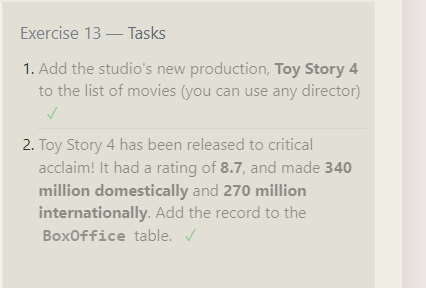 Exercise 13 — Tasks
1. Add the studio's new production, Toy Story 4
to the list of movies (you can use any director)
✓
2. Toy Story 4 has been released to critical
acclaim! It had a rating of 8.7, and made 340
million domestically and 270 million
internationally. Add the record to the
BoxOffice table. ✓